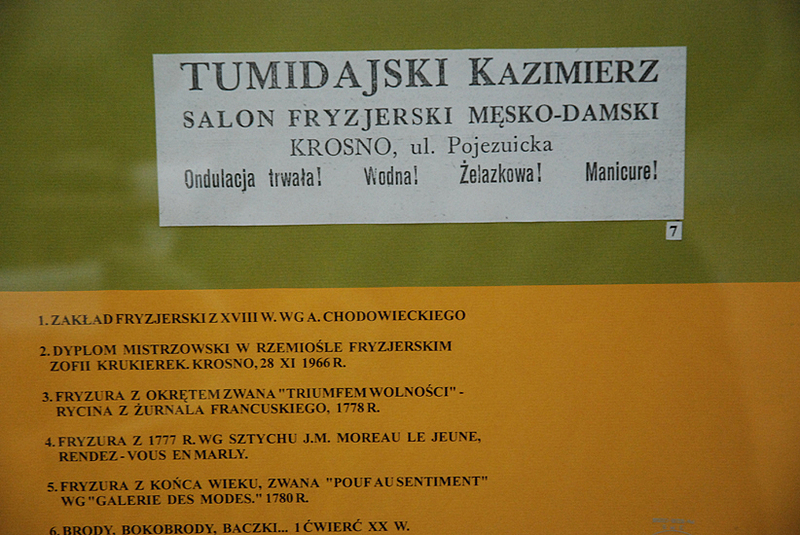 TUMIDAJSKI KAZIMIERZ
SALON FRYZJERSKI MĘSKO-DAMSKI
KROSNO, ul. Pojezuicka
Ondulacja trwała! Wodna! Żelazkowa! Manicure!
7
1. ZAKŁAD FRYZJERSKI Z XVIII W. WG A. CHODOWIECKIEGO
2. DYPLOM MISTRZOWSKI W RZEMIOŚLE FRYZJERSKIM
ZOFII KRUKIEREK. KROSNO, 28 XI 1966 R.
3. FRYZURA Z OKRĘTEM ZWANA "TRIUMFEM WOLNOŚCI" -
RYCINA Z ŻURNALA FRANCUSKIEGO, 1778 R.
4. FRYZURA Z 1777 R. WG SZTYCHU J.M. MOREAU LE JEUNE,
RENDEZ - VOUS EN MARLY.
5. FRYZURA Z KOŃCA WIEKU, ZWANA "POUF AU SENTIMENT"
WG "GALERIE DES MODES." 1780 R.
6. BRODY, BOKOBRODY, BACZKI... 1 ĆWIERĆ XX W.